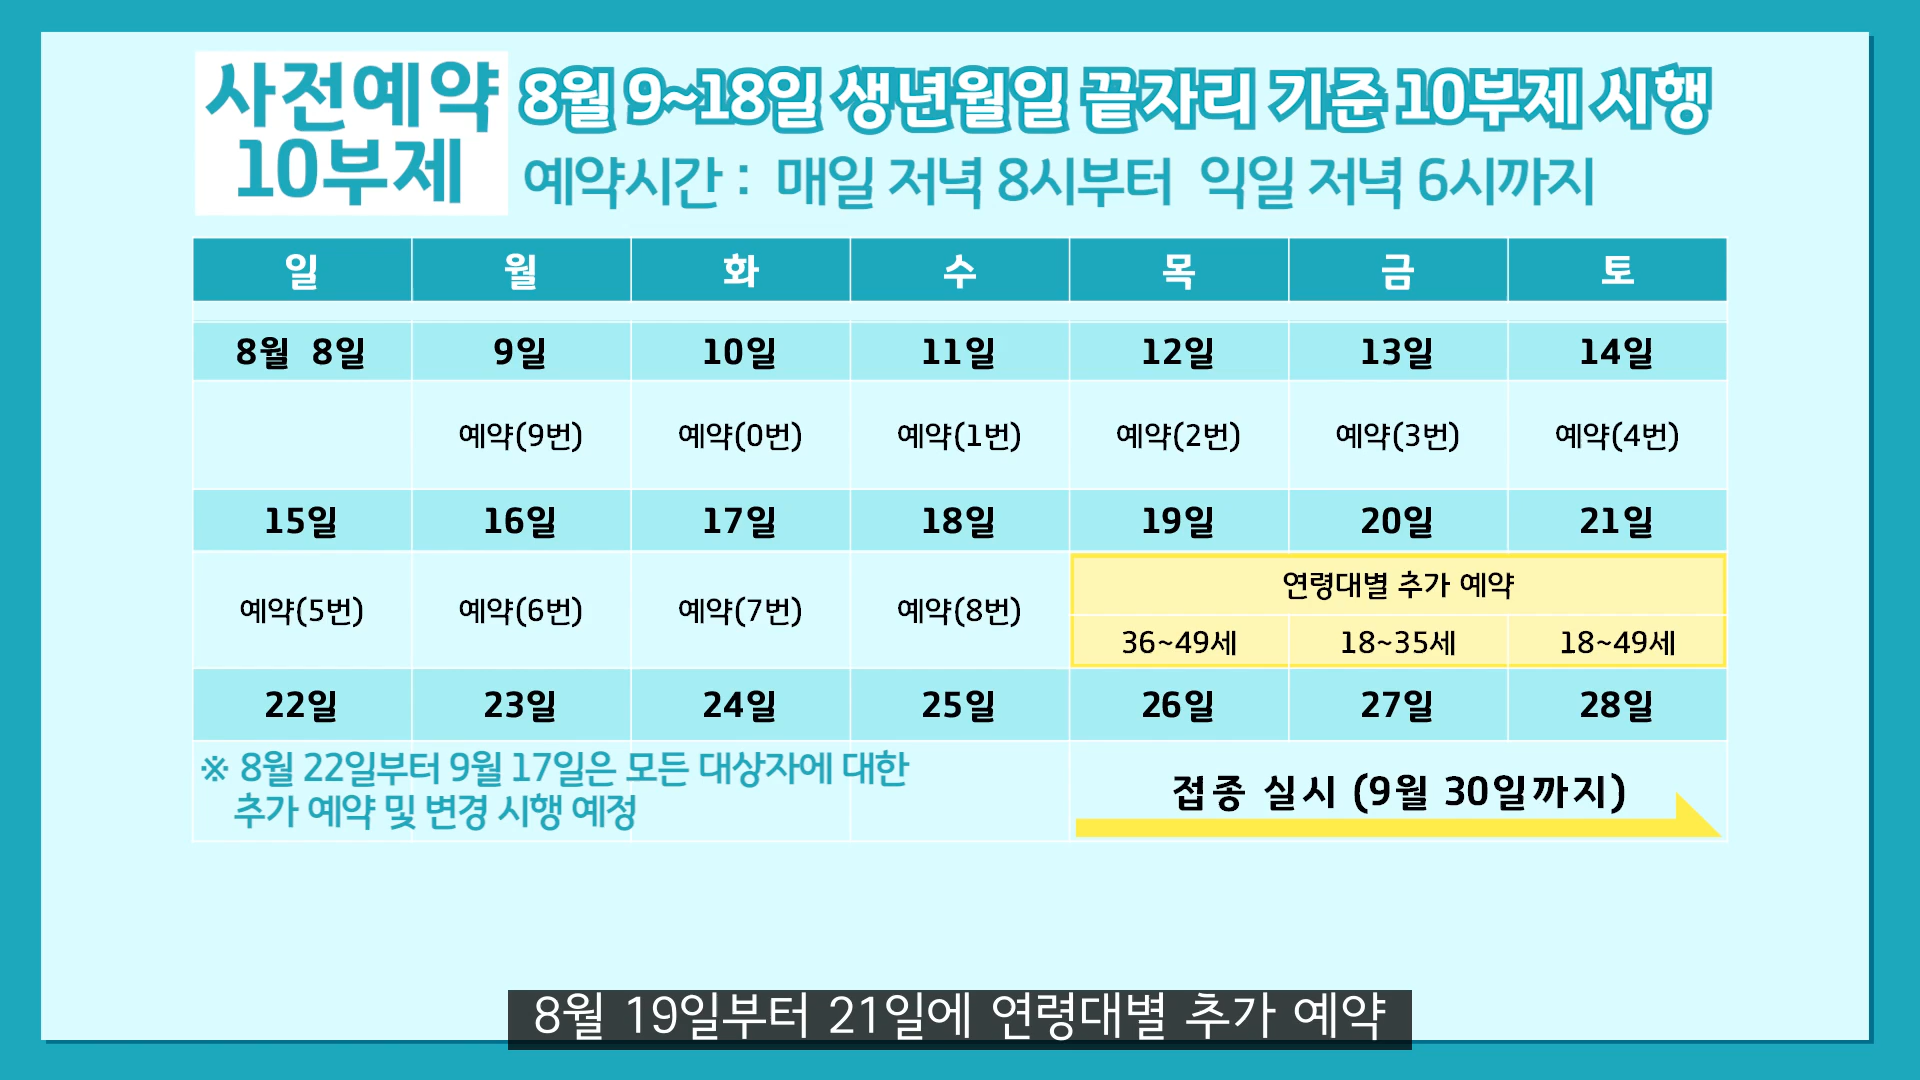 사전예약
10부제
8월 9~18일 생년월일 끝자리 기준 10부제 시행
예약시간 : 매일 저녁 8시부터 익일 저녁 6시까지
일 월 화 수 목 금 토
8월 8일 9일 10일 11일 12일 13일 14일
예약(9번) 예약(0번) 예약(1번) 예약(2번) 예약(3번) 예약(4번)
15일 16일 17일 18일 19일 20일 21일
예약(5번) 예약(6번) 예약(7번) 예약(8번)
연령대별 추가 예약
36~49세 18~35세 18~49세
22일 23일 24일 25일 26일 27일 28일
※ 8월 22일부터 9월 17일은 모든 대상자에 대한
추가 예약 및 변경 시행 예정
접종 실시 (9월 30일까지)
8월 19일부터 21일에 연령대별 추가 예약